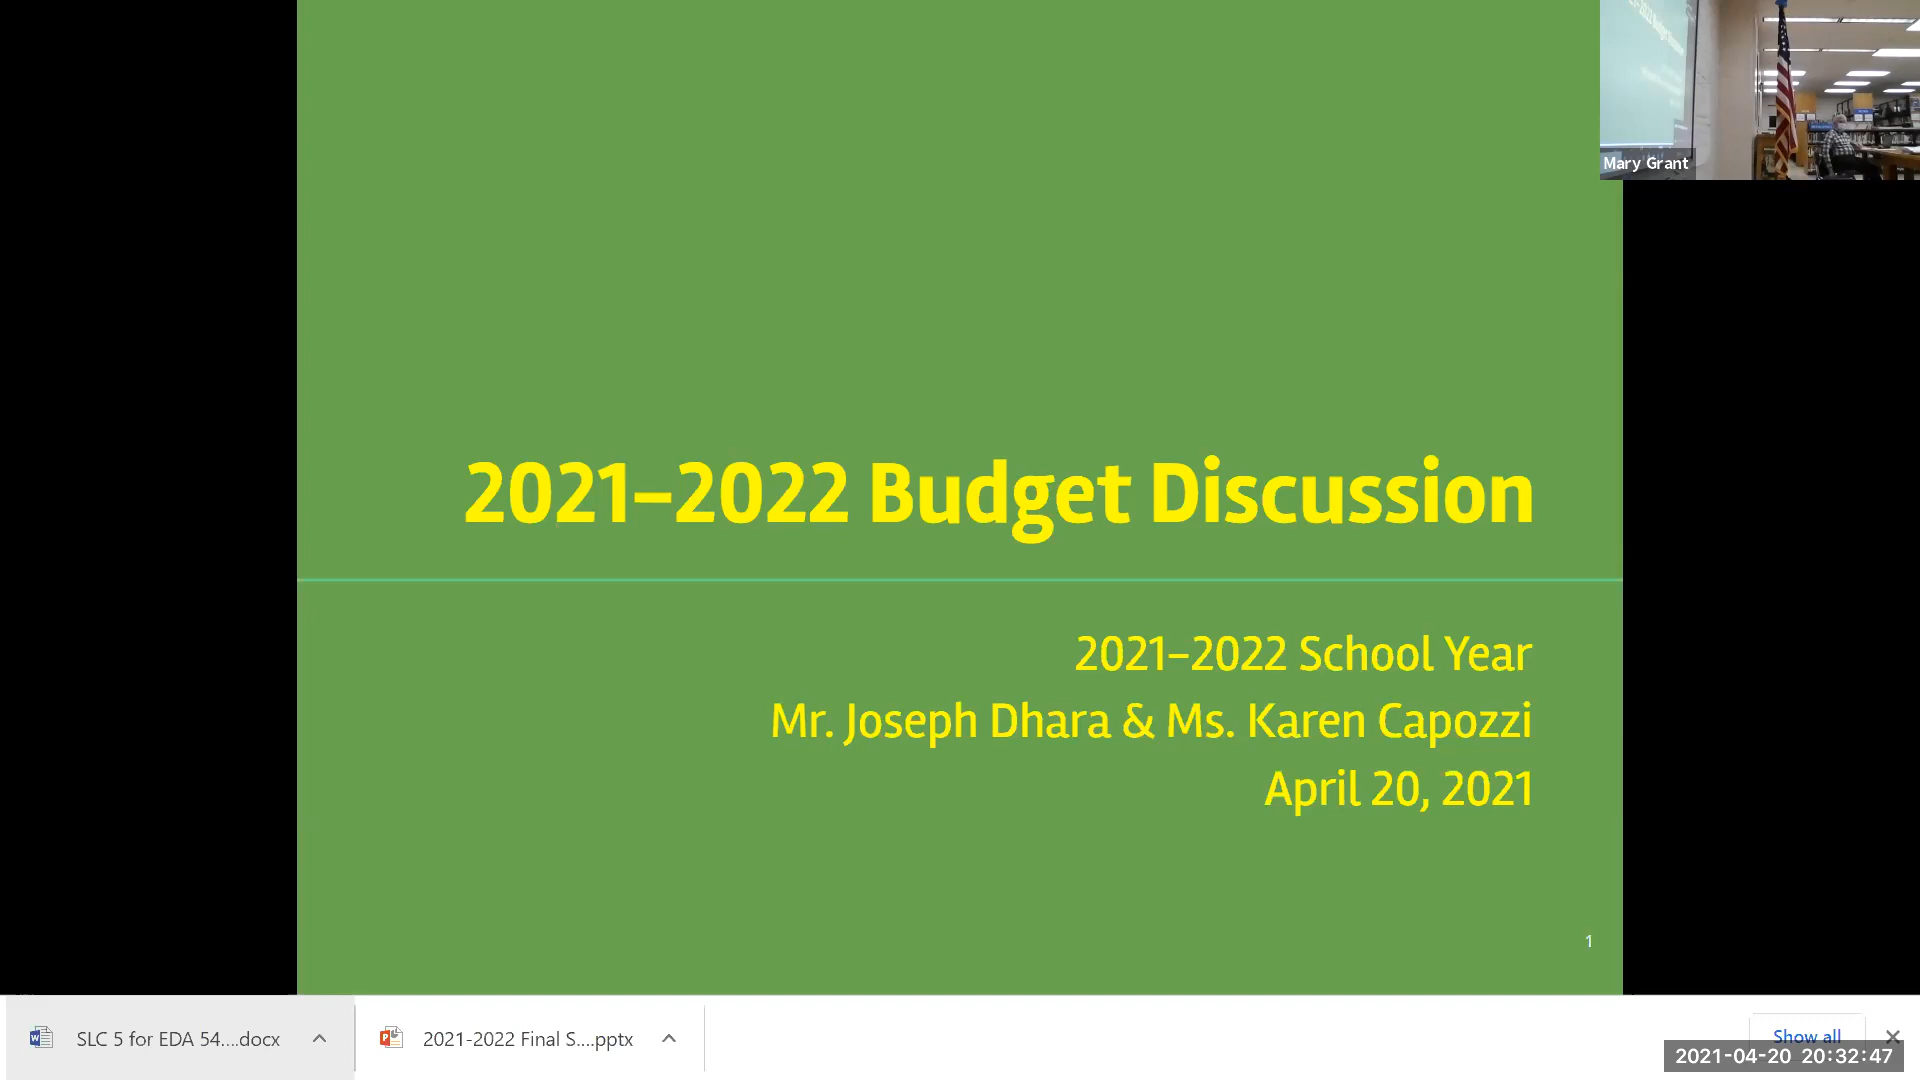 Mary Grant
2021–2022 Budget Discussion
2021–2022 School Year
Mr. Joseph Dhara & Ms. Karen Capozzi
April 20, 2021
1
SLC 5 for EDA 54....docx
2021-2022 Final S....pptx
Show all
2021-04-20 20:32:47